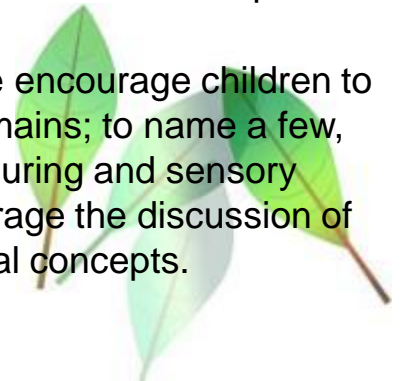 e encourage children to
nains; to name a few,
uring and sensory
rage the discussion of
al concepts.